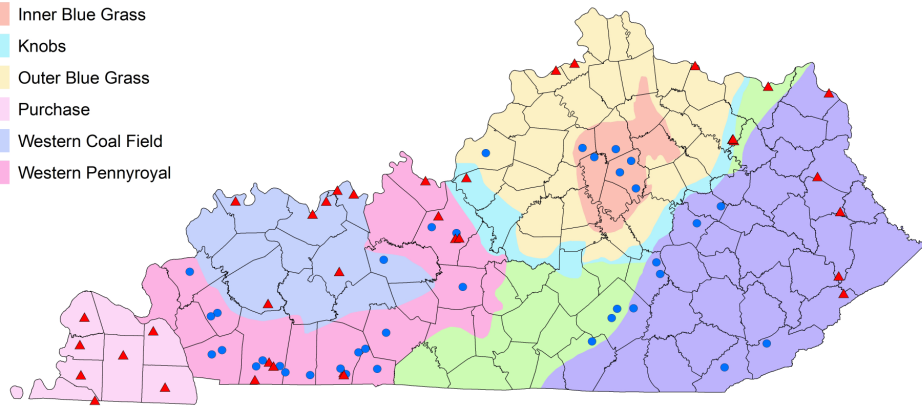 Inner Blue Grass
Knobs
Outer Blue Grass
Purchase
Western Coal Field
Western Pennyroyal